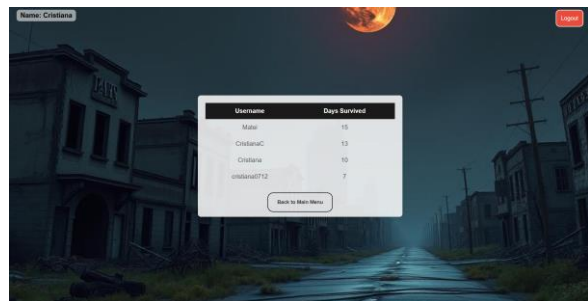 Name: Cristiana
Logout
Username Days Survived
Matei 15
CristianaC 13
Cristiana 10
cristiana0712 7
Back to Main Menu